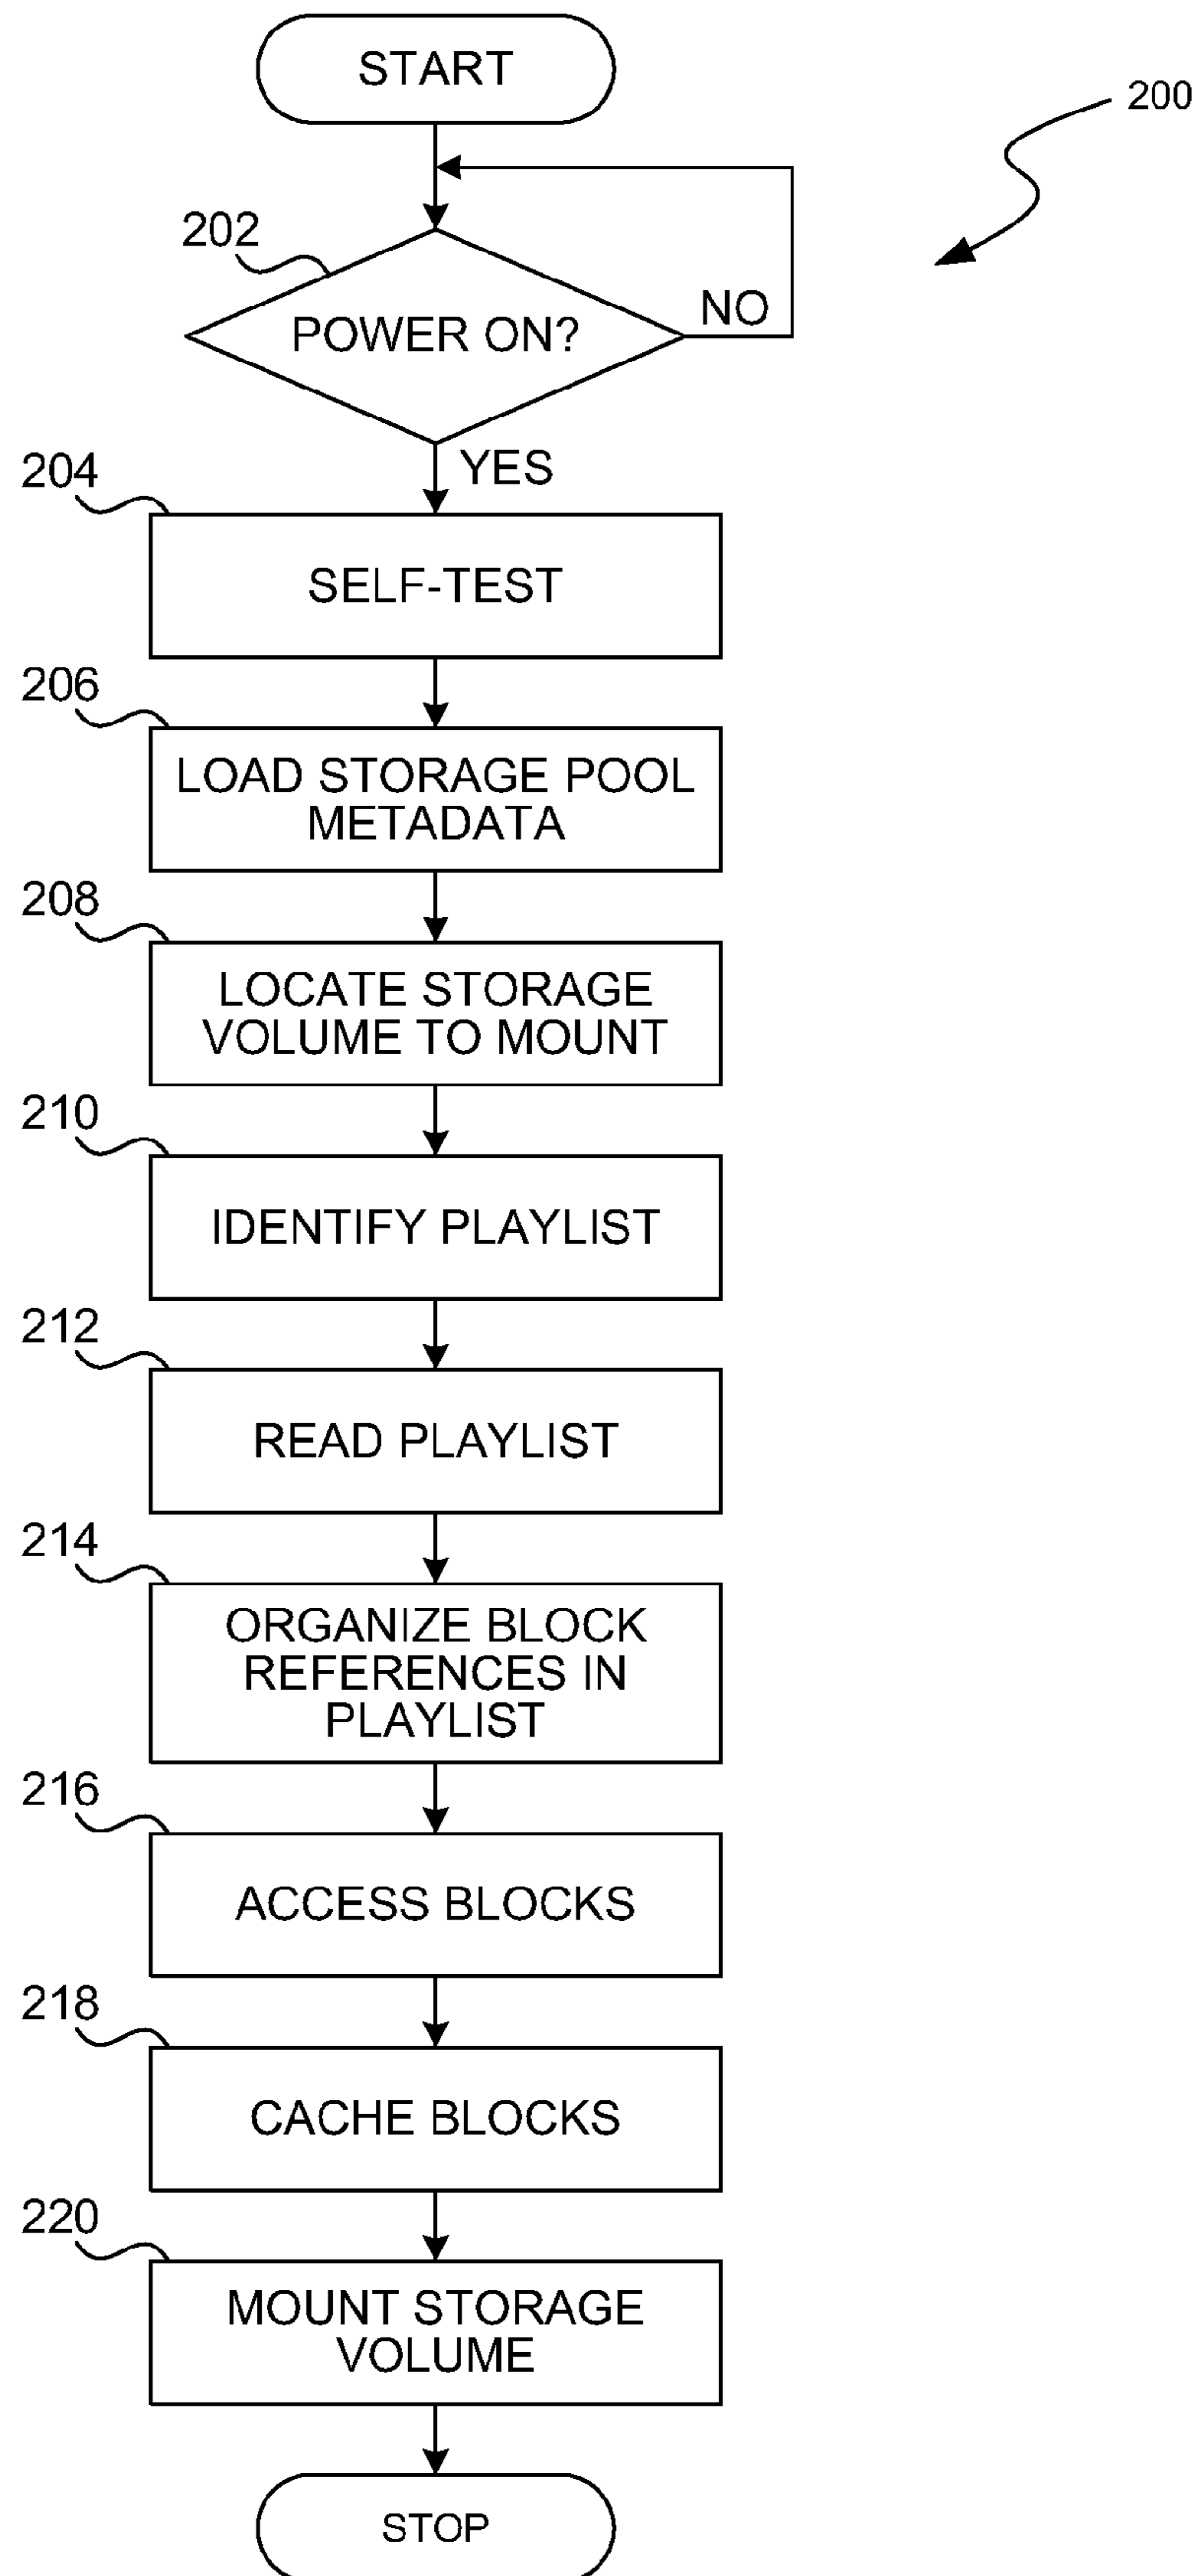 START
200
202
POWER ON?
NO
YES
204
SELF-TEST
206
LOAD STORAGE POOL
METADATA
208
LOCATE STORAGE
VOLUME TO MOUNT
210
IDENTIFY PLAYLIST
212
READ PLAYLIST
214
ORGANIZE BLOCK
REFERENCES IN
PLAYLIST
216
ACCESS BLOCKS
218
CACHE BLOCKS
220
MOUNT STORAGE
VOLUME
STOP